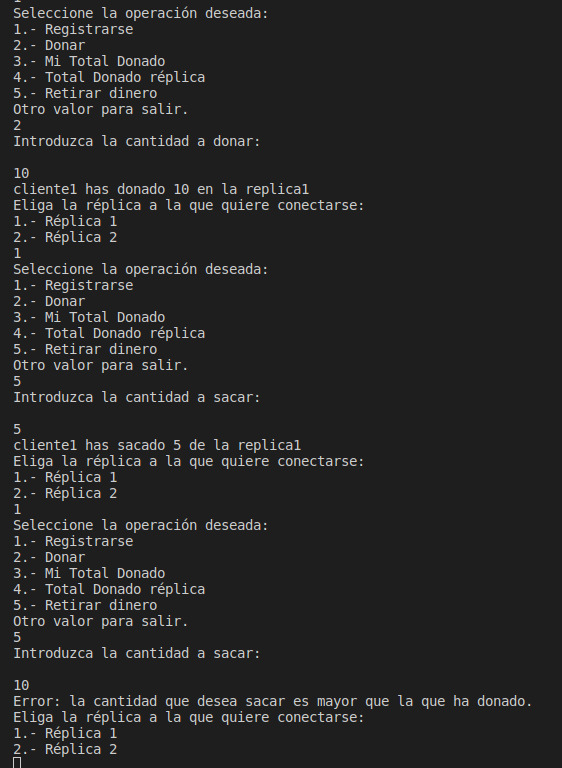 Seleccione la operación deseada:
1.- Registrarse
2.- Donar
3.- Mi Total Donado
4.- Total Donado réplica
5.- Retirar dinero
Otro valor para salir.
2
Introduzca la cantidad a donar:
10
cliente1 has donado 10 en la replica1
Eliga la réplica a la que quiere conectarse:
1.- Réplica 1
2.- Réplica 2
1
Seleccione la operación deseada:
1.- Registrarse
2.- Donar
3.- Mi Total Donado
4.- Total Donado réplica
5.- Retirar dinero
Otro valor para salir.
5
Introduzca la cantidad a sacar:
5
cliente1 has sacado 5 de la replica1
Eliga la réplica a la que quiere conectarse:
1.- Réplica 1
2.- Réplica 2
1
Seleccione la operación deseada:
1.- Registrarse
2.- Donar
3.- Mi Total Donado
4.- Total Donado réplica
5.- Retirar dinero
Otro valor para salir.
5
Introduzca la cantidad a sacar:
10
Error: la cantidad que desea sacar es mayor que la que ha donado.
Eliga la réplica a la que quiere conectarse:
1.- Réplica 1
2.- Réplica 2